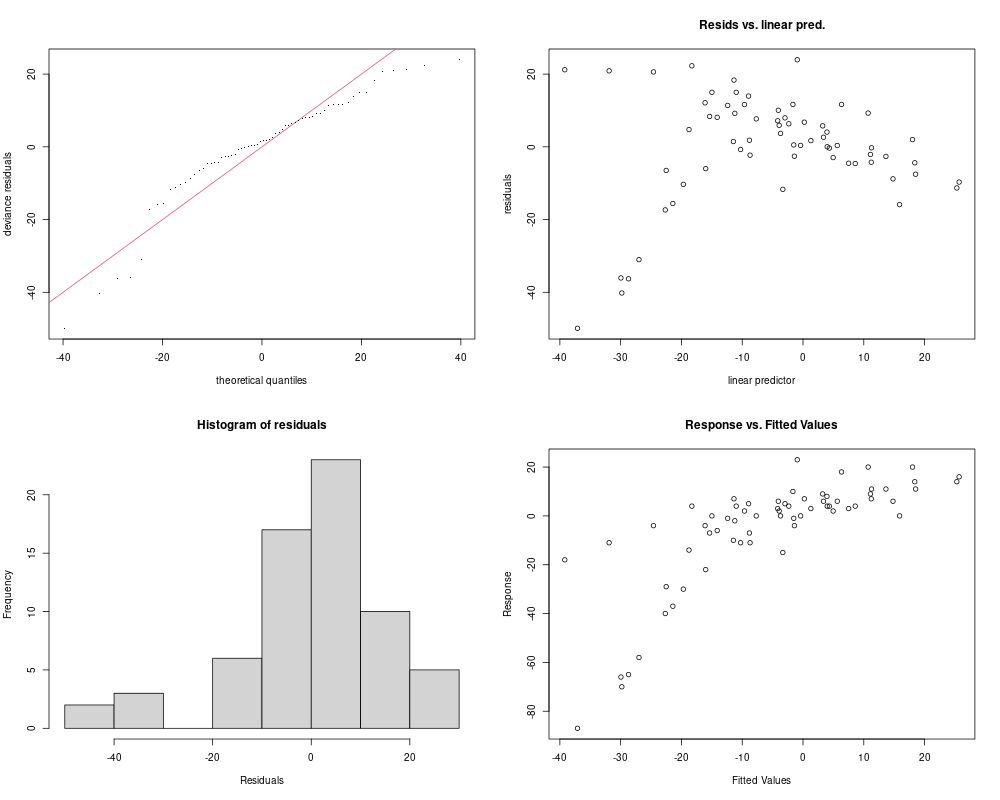 deviance residuals
-40 -20 0 20
-40 -20 0 20 40
theoretical quantiles
Resids vs. linear pred.
residuals
-40 -20 0 20
-40 -30 -20 -10 0 10 20
linear predictor
Histogram of residuals
Frequency
0 5 10 15 20
-40 -20 0 20
Residuals
Response vs. Fitted Values
Response
-80 -60 -40 -20 0 20
-40 -30 -20 -10 0 10 20
Fitted Values